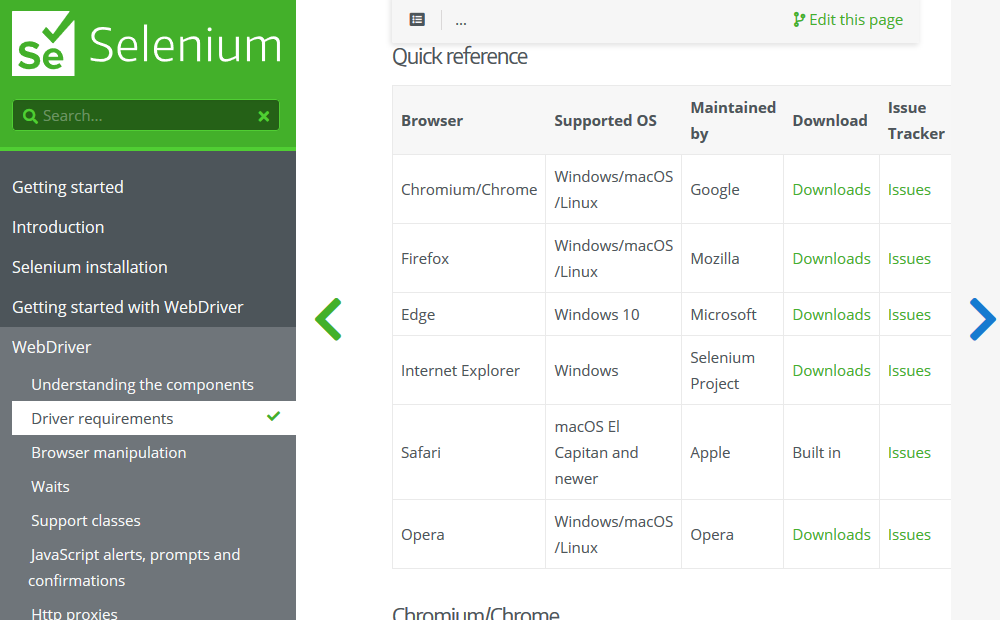 Se
Selenium
Search...
Getting started
Introduction
Selenium installation
Getting started with WebDriver
WebDriver
Understanding the components
Driver requirements
Browser manipulation
Waits
Support classes
JavaScript alerts, prompts and
confirmations
Http proxies
...
Edit this page
Quick reference
Browser Supported OS Maintained by Download Issue Tracker
Chromium/Chrome Windows/macOS/Linux Google Downloads Issues
Firefox Windows/macOS/Linux Mozilla Downloads Issues
Edge Windows 10 Microsoft Downloads Issues
Internet Explorer Windows Selenium Project Downloads Issues
Safari macOS El Capitan and newer Apple Built in Issues
Opera Windows/macOS/Linux Opera Downloads Issues
Chromium/Chrome